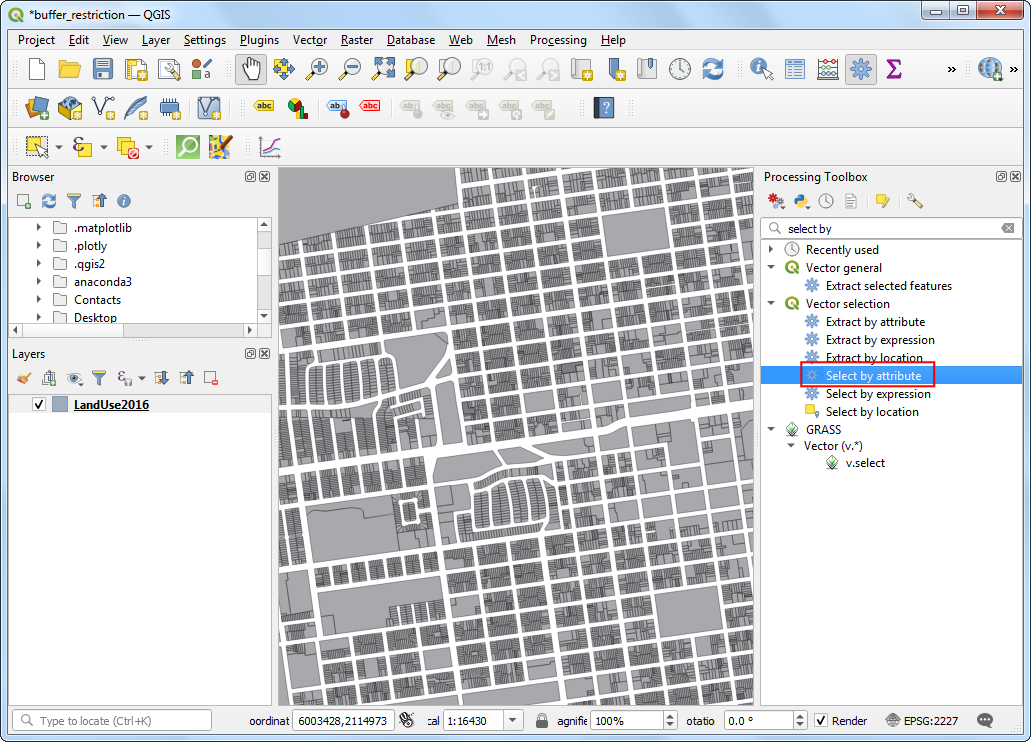 *buffer_restriction — QGIS
Project Edit View Layer Settings Plugins Vector Raster Database Web Mesh Processing Help
abc abc ab abc
Browser
Processing Toolbox
.matplotlib
.plotly
.qgis2
anaconda3
Contacts
Desktop
Layers
LandUse2016
select by
Recently used
Vector general
Extract selected features
Vector selection
Extract by attribute
Extract by expression
Extract by location
Select by attribute
Select by expression
Select by location
GRASS
Vector (v.*)
v.select
Type to locate (Ctrl+K) oordinat 6003428,2114973 cal 1:16430 agnifie 100% otatio 0.0 ° Render EPSG:2227